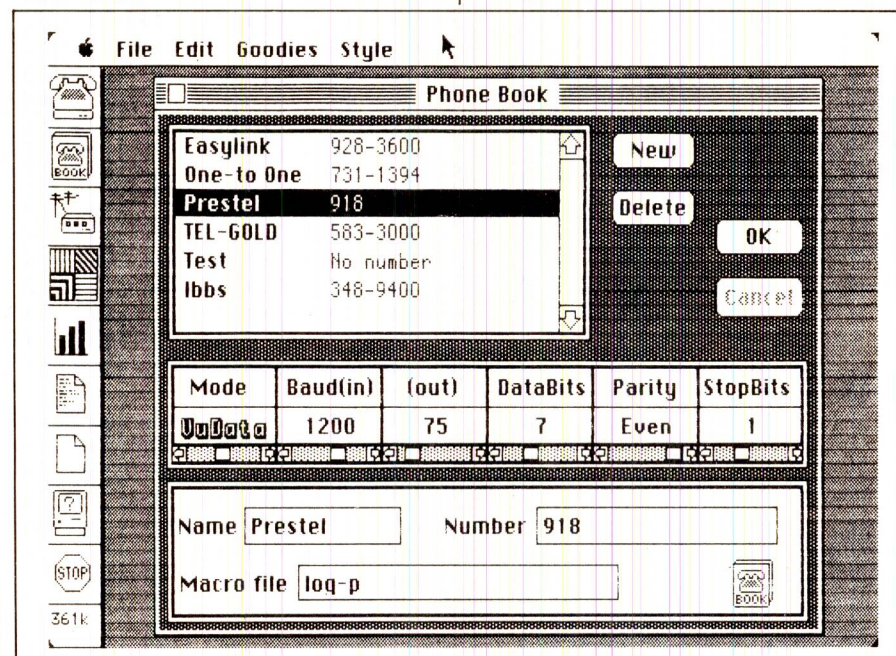 File Edit Goodies Style
Phone Book
BOOK
STOP
361k
Easylink 928-3600
One-to One 731-1394
Prestel 918
TEL-GOLD 583-3000
Test No number
Ibbs 348-9400
New
Delete
OK
Cancel
Mode Baud(in) (out) DataBits Parity StopBits
VuData 1200 75 7 Even 1
Name Prestel Number 918
Macro file log-p
BOOK